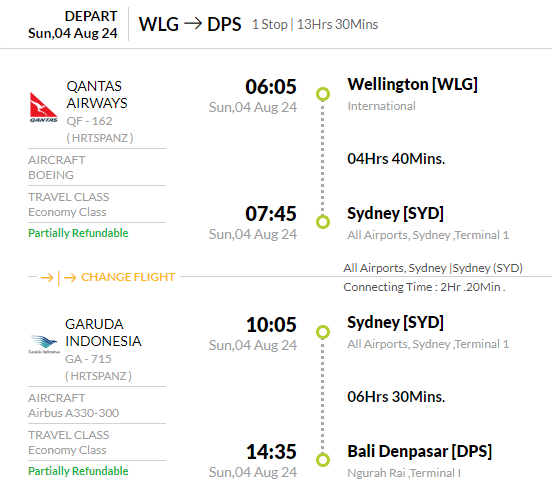 DEPART
Sun,04 Aug 24
WLG → DPS 1 Stop | 13Hrs 30Mins
QANTAS
QANTAS
AIRWAYS
QF - 162
( HRTSPANZ )
AIRCRAFT
BOEING
TRAVEL CLASS
Economy Class
Partially Refundable
06:05
Sun,04 Aug 24
Wellington [WLG]
International
04Hrs 40Mins.
07:45
Sun,04 Aug 24
Sydney [SYD]
All Airports, Sydney ,Terminal 1
→ | → CHANGE FLIGHT
All Airports, Sydney |Sydney (SYD)
Connecting Time : 2Hr .20Min .
Garuda Indonesia
GARUDA
INDONESIA
GA - 715
( HRTSPANZ )
AIRCRAFT
Airbus A330-300
TRAVEL CLASS
Economy Class
Partially Refundable
10:05
Sun,04 Aug 24
Sydney [SYD]
All Airports, Sydney ,Terminal 1
06Hrs 30Mins.
14:35
Sun,04 Aug 24
Bali Denpasar [DPS]
Ngurah Rai ,Terminal I